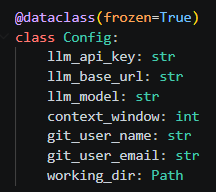 @dataclass(frozen=True)
class Config:
    llm_api_key: str
    llm_base_url: str
    llm_model: str
    context_window: int
    git_user_name: str
    git_user_email: str
    working_dir: Path